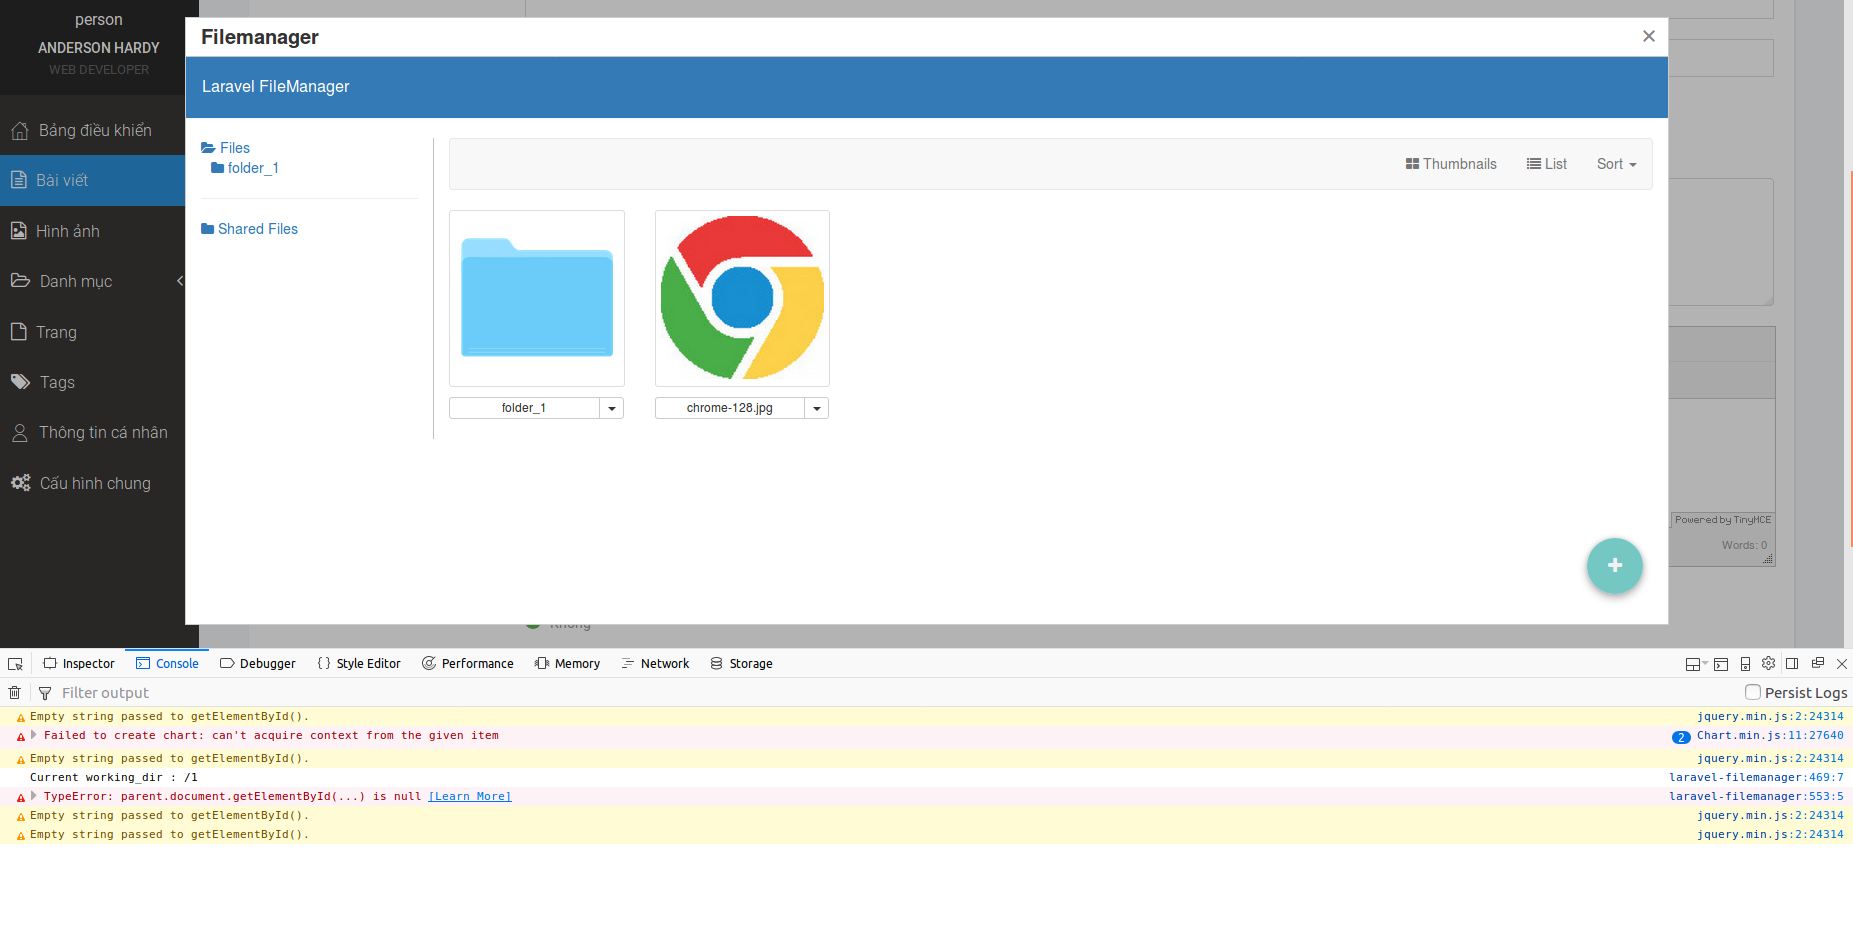 person
ANDERSON HARDY
WEB DEVELOPER
Bảng điều khiển
Bài viết
Hình ảnh
Danh mục
Trang
Tags
Thông tin cá nhân
Cấu hình chung
Filemanager
Laravel FileManager
Files
folder_1
Shared Files
Thumbnails
List
Sort
folder_1
chrome-128.jpg
Powered by TinyMCE
Words: 0
Không
Inspector
Console
Debugger
Style Editor
Performance
Memory
Network
Storage
Filter output
Persist Logs
Empty string passed to getElementById(). jquery.min.js:2:24314
Failed to create chart: can't acquire context from the given item 2 Chart.min.js:11:27640
Empty string passed to getElementById(). jquery.min.js:2:24314
Current working_dir : /1 laravel-filemanager:469:7
TypeError: parent.document.getElementById(...) is null [Learn More] laravel-filemanager:553:5
Empty string passed to getElementById(). jquery.min.js:2:24314
Empty string passed to getElementById(). jquery.min.js:2:24314